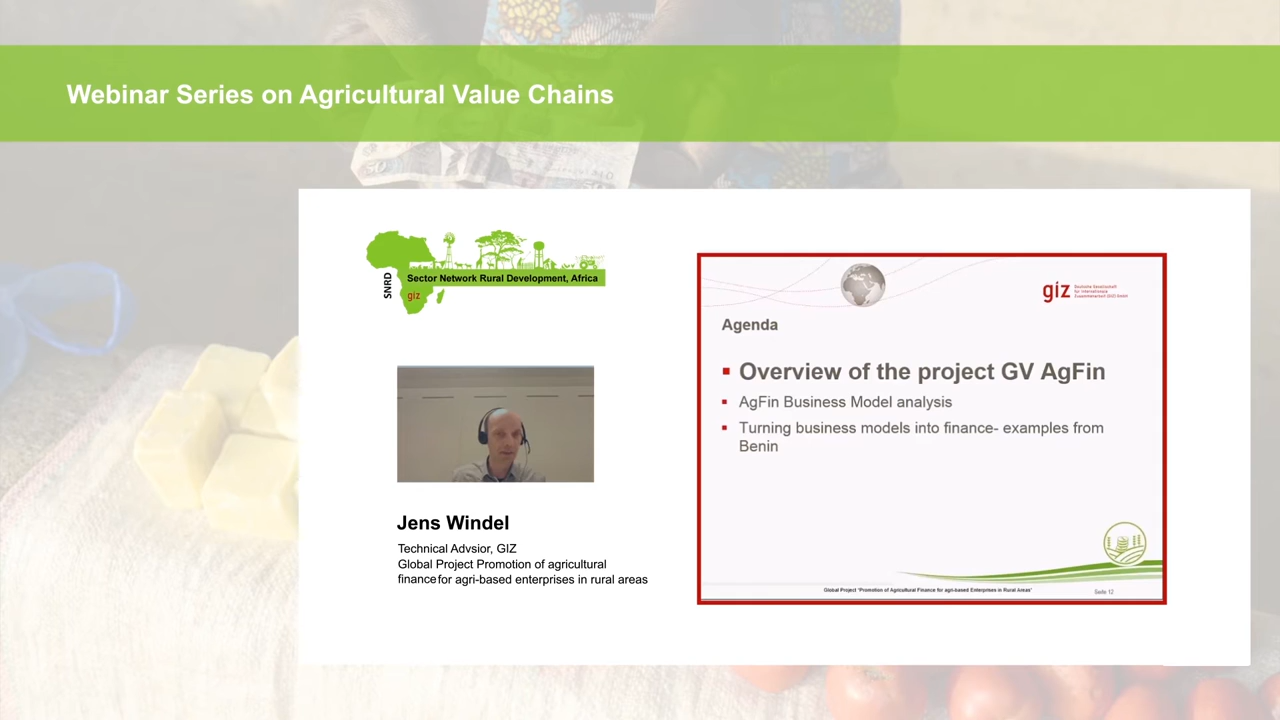 Webinar Series on Agricultural Value Chains
SNRD
Sector Network Rural Development, Africa
giz
Jens Windel
Technical Advsior, GIZ
Global Project Promotion of agricultural
finance for agri-based enterprises in rural areas
giz
Deutsche Gesellschaft
für Internationale
Zusammenarbeit (GIZ) GmbH
Agenda
▪ Overview of the project GV AgFin
▪ AgFin Business Model analysis
▪ Turning business models into finance- examples from
Benin
Global Project "Promotion of Agricultural Finance for agri-based Enterprises in Rural Areas"
Seite 12